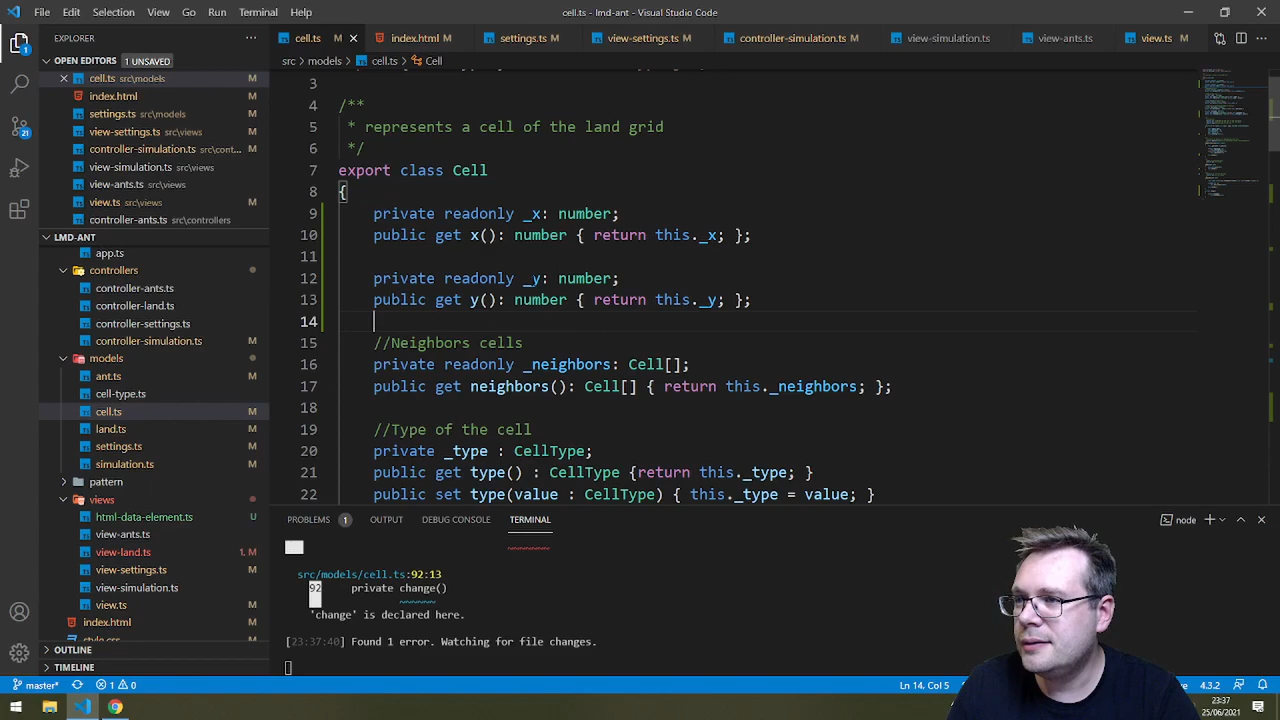 File Edit Selection View Go Run Terminal Help
cell.ts - lmd-ant - Visual Studio Code
EXPLORER
cell.ts M
index.html M
settings.ts M
view-settings.ts M
controller-simulation.ts M
view-simulation.ts
view-ants.ts
view.ts M
OPEN EDITORS 1 UNSAVED
src > models > cell.ts > Cell
cell.ts src\models M
index.html M
settings.ts src\models M
view-settings.ts src\views M
controller-simulation.ts src\cont... M
view-simulation.ts src\views
view-ants.ts src\views
view.ts src\views M
controller-ants.ts src\controllers
LMD-ANT
app.ts
controllers
controller-ants.ts
controller-land.ts
controller-settings.ts
controller-simulation.ts M
models
ant.ts M
cell-type.ts
cell.ts M
land.ts M
settings.ts M
simulation.ts M
pattern
views
html-data-element.ts U
view-ants.ts
view-land.ts 1, M
view-settings.ts M
view-simulation.ts
view.ts M
index.html M
style.css
OUTLINE
TIMELINE
21
1
3
4 /**
5 * represents a cell of the land grid
6 */
7 export class Cell
8 {
9 private readonly _x: number;
10 public get x(): number { return this._x; };
11
12 private readonly _y: number;
13 public get y(): number { return this._y; };
14
15 //Neighbors cells
16 private readonly _neighbors: Cell[];
17 public get neighbors(): Cell[] { return this._neighbors; };
18
19 //Type of the cell
20 private _type : CellType;
21 public get type() : CellType {return this._type; }
22 public set type(value : CellType) { this._type = value; }
PROBLEMS 1 OUTPUT DEBUG CONSOLE TERMINAL
node
src/models/cell.ts:92:13
92 private change()
'change' is declared here.
[23:37:40] Found 1 error. Watching for file changes.
master* 1 0
Ln 14, Col 5
4.3.2
23:37
25/06/2021